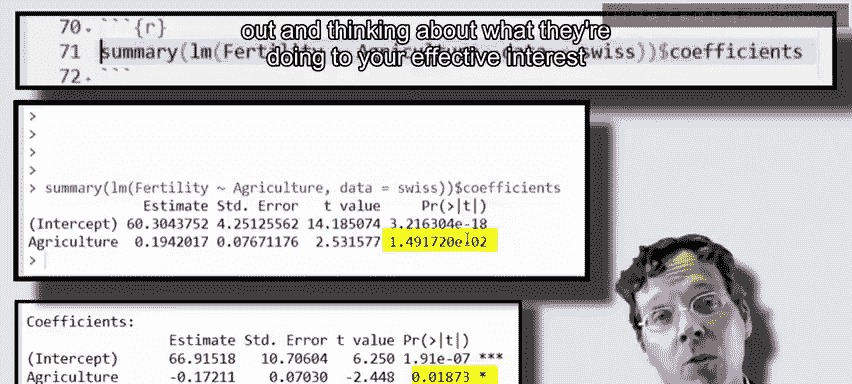 70. ```{r}
out and thinking about what they're
71 summary(lm(Fertility ~ Agriculture, data = swiss))$coefficients
doing to your effective interest
72. ```
>
>
>
>
> summary(lm(Fertility ~ Agriculture, data = swiss))$coefficients
Estimate Std. Error t value Pr(>|t|)
(Intercept) 60.3043752 4.25125562 14.185074 3.216304e-18
Agriculture 0.1942017 0.07671176 2.531577 1.491720e-02
>
Coefficients:
Estimate Std. Error t value Pr(>|t|)
(Intercept) 66.91518 10.70604 6.250 1.91e-07 ***
Agriculture -0.17211 0.07030 -2.448 0.01873 *